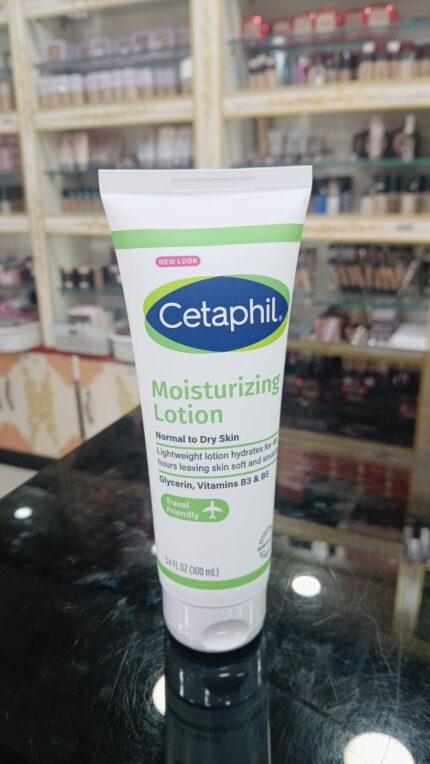 NEW LOOK
Cetaphil®
Moisturizing
Lotion
Normal to Dry Skin
Lightweight lotion hydrates for
hours leaving skin soft and
Glycerin, Vitamins B3 & B5
Travel
Friendly
3.4 FL OZ (100 mL)